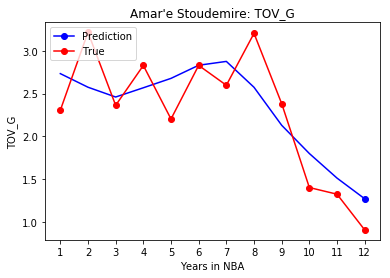 Amar'e Stoudemire: TOV_G
Prediction
True
3.0
2.5
2.0
1.5
1.0
TOV_G
1 2 3 4 5 6 7 8 9 10 11 12
Years in NBA